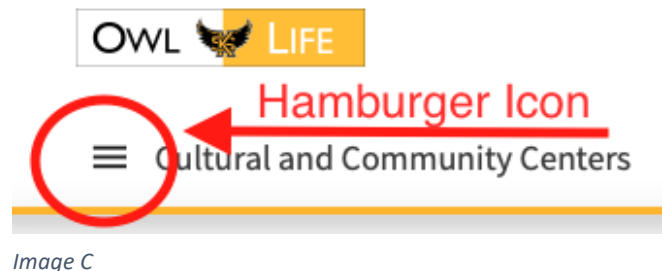 OWL LIFE
Hamburger Icon
Cultural and Community Centers
Image C